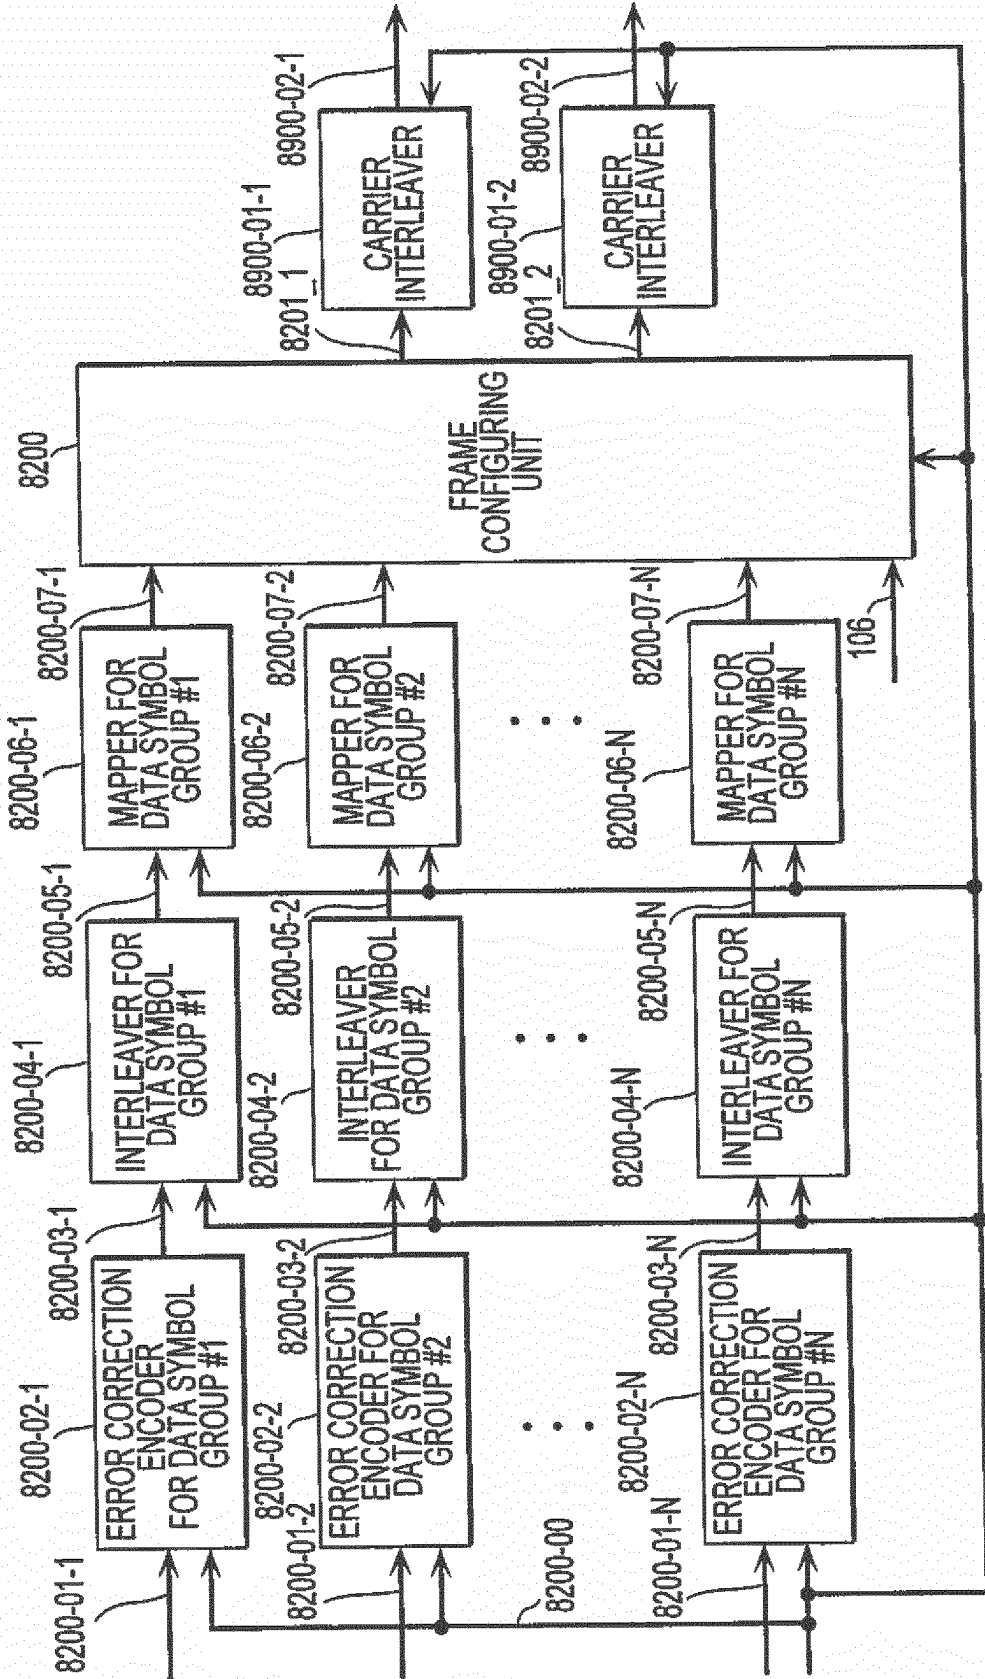 8200-01-1
8200-02-1
ERROR CORRECTION
ENCODER
FOR DATA SYMBOL
GROUP #1
8200-03-1
8200-04-1
INTERLEAVER FOR
DATA SYMBOL
GROUP #1
8200-05-1
8200-06-1
MAPPER FOR
DATA SYMBOL
GROUP #1
8200-07-1
8200-01-2
8200-02-2
ERROR CORRECTION
ENCODER FOR
DATA SYMBOL
GROUP #2
8200-03-2
8200-04-2
INTERLEAVER
FOR DATA SYMBOL
GROUP #2
8200-05-2
8200-06-2
MAPPER FOR
DATA SYMBOL
GROUP #2
8200-07-2
8200-00
8200-01-N
8200-02-N
ERROR CORRECTION
ENCODER FOR
DATA SYMBOL
GROUP #N
8200-03-N
8200-04-N
INTERLEAVER FOR
DATA SYMBOL
GROUP #N
8200-05-N
8200-06-N
MAPPER FOR
DATA SYMBOL
GROUP #N
8200-07-N
106
8200
FRAME
CONFIGURING
UNIT
8201_1
8900-01-1
CARRIER
INTERLEAVER
8900-02-1
8201_2
8900-01-2
CARRIER
INTERLEAVER
8900-02-2